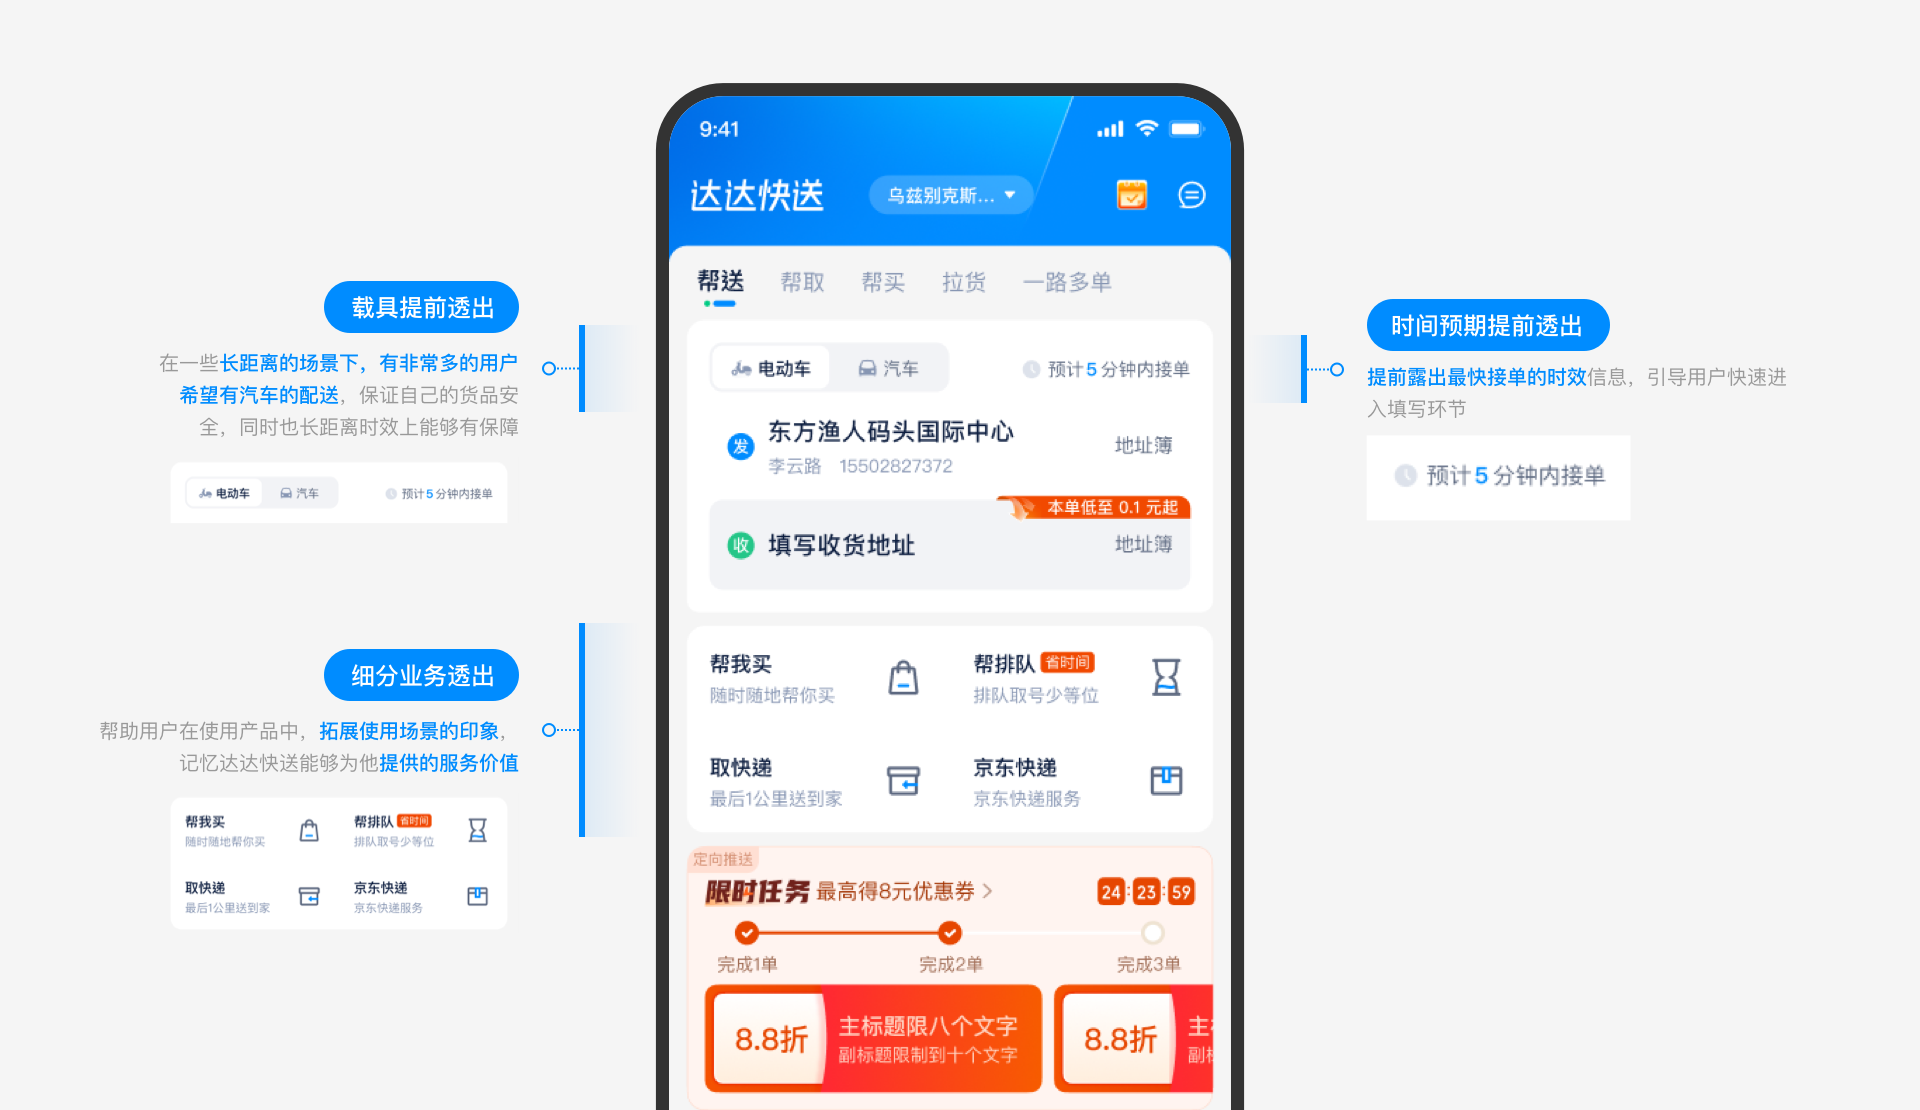 载具提前透出
在一些长距离的场景下，有非常多的用户
希望有汽车的配送，保证自己的货品安
全，同时也长距离时效上能够有保障
电动车 汽车 预计5分钟内接单
细分业务透出
帮助用户在使用产品中，拓展使用场景的印象，
记忆达达快送能够为他提供的服务价值
帮我买 帮排队 省时间
随时随地帮你买 排队取号少等位
取快递 京东快递
最后1公里送到家 京东快递服务
9:41
达达快送 乌兹别克斯...
帮送 帮取 帮买 拉货 一路多单
电动车 汽车 预计5分钟内接单
发 东方渔人码头国际中心 地址簿
李云路 15502827372
本单低至 0.1 元起
收 填写收货地址 地址簿
帮我买 帮排队 省时间
随时随地帮你买 排队取号少等位
取快递 京东快递
最后1公里送到家 京东快递服务
定向推送
限时任务 最高得8元优惠券 24:23:59
完成1单 完成2单 完成3单
8.8折 主标题限八个文字 8.8折 主
副标题限制到十个文字 副
时间预期提前透出
提前露出最快接单的时效信息，引导用户快速进
入填写环节
预计5分钟内接单